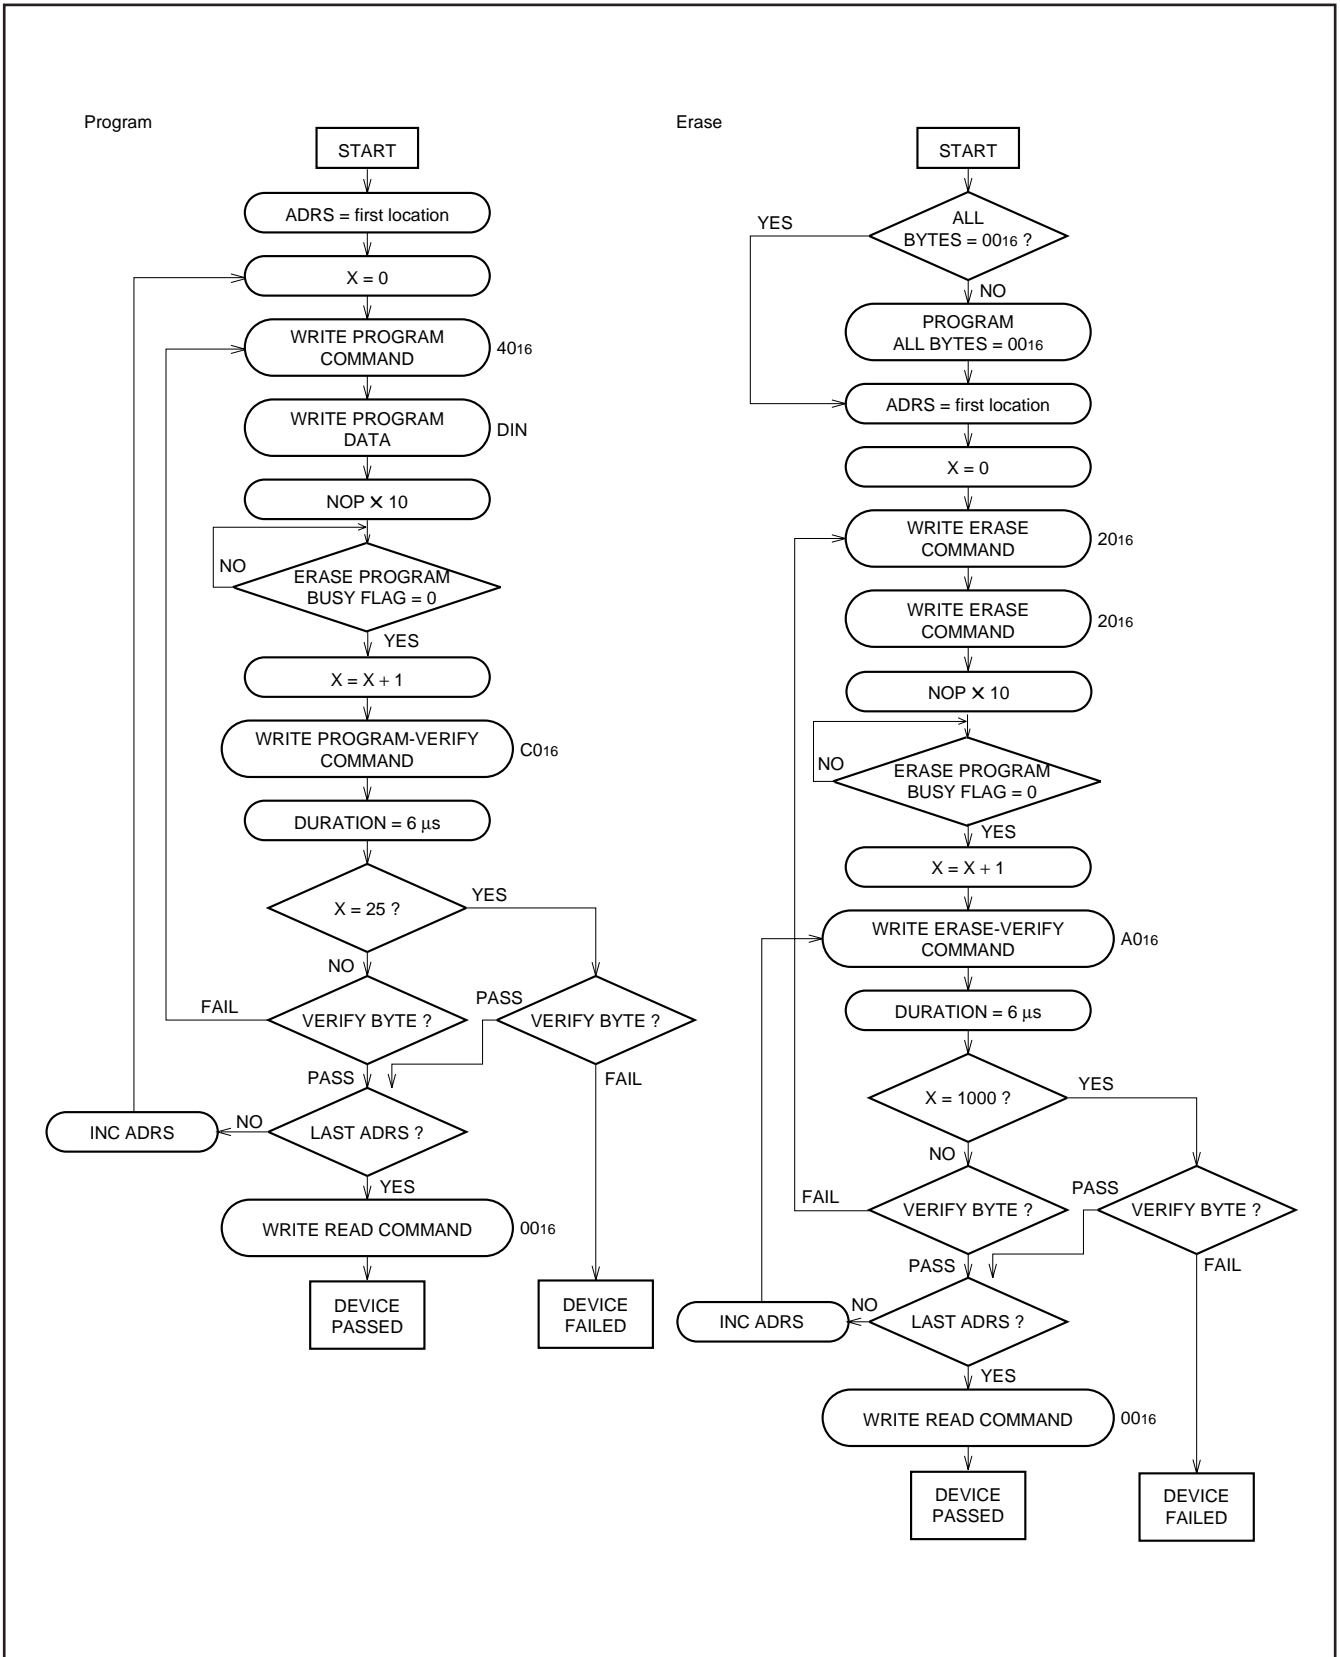 Program
START
ADRS = first location
X = 0
WRITE PROGRAM
COMMAND
4016
WRITE PROGRAM
DATA
DIN
NOP × 10
NO
ERASE PROGRAM
BUSY FLAG = 0
YES
X = X + 1
WRITE PROGRAM-VERIFY
COMMAND
C016
DURATION = 6 µs
X = 25 ?
YES
NO
FAIL
VERIFY BYTE ?
PASS
VERIFY BYTE ?
PASS
FAIL
INC ADRS
NO
LAST ADRS ?
YES
WRITE READ COMMAND
0016
DEVICE
PASSED
DEVICE
FAILED
Erase
START
YES
ALL
BYTES = 0016 ?
NO
PROGRAM
ALL BYTES = 0016
ADRS = first location
X = 0
WRITE ERASE
COMMAND
2016
WRITE ERASE
COMMAND
2016
NOP × 10
NO
ERASE PROGRAM
BUSY FLAG = 0
YES
X = X + 1
WRITE ERASE-VERIFY
COMMAND
A016
DURATION = 6 µs
X = 1000 ?
YES
NO
FAIL
VERIFY BYTE ?
PASS
VERIFY BYTE ?
PASS
FAIL
INC ADRS
NO
LAST ADRS ?
YES
WRITE READ COMMAND
0016
DEVICE
PASSED
DEVICE
FAILED